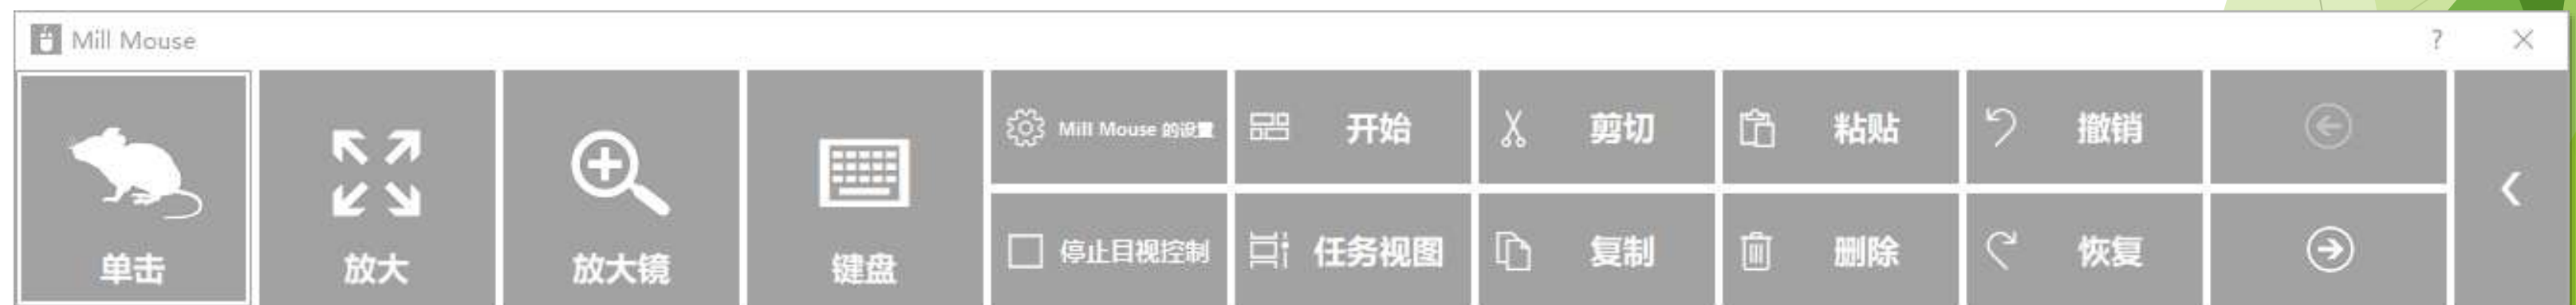 Mill Mouse ?
单击
放大
放大镜
键盘
Mill Mouse 的设置
停止目视控制
开始
任务视图
剪切
复制
粘贴
删除
撤销
恢复